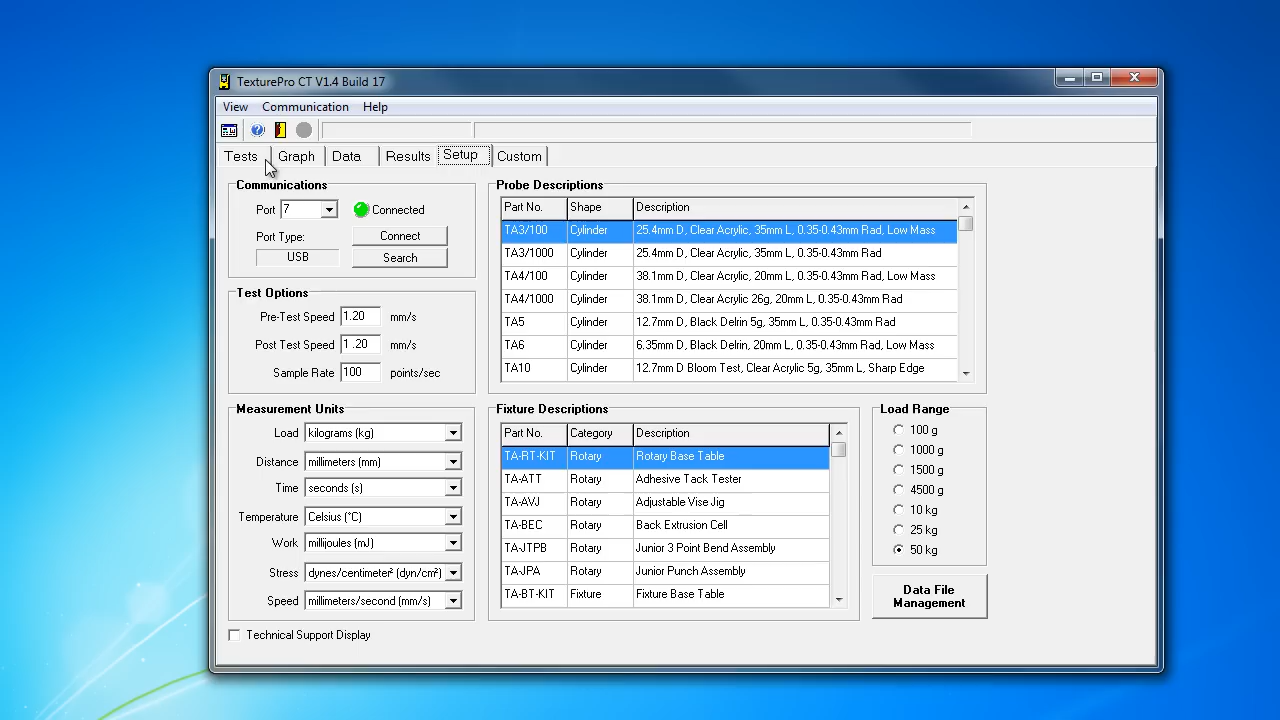 TexturePro CT V1.4 Build 17
View Communication Help
Tests Graph Data Results Setup Custom
Communications
Port 7 Connected
Port Type: Connect
USB Search
Test Options
Pre-Test Speed 1.20 mm/s
Post Test Speed 1.20 mm/s
Sample Rate 100 points/sec
Measurement Units
Load kilograms (kg)
Distance millimeters (mm)
Time seconds (s)
Temperature Celsius (°C)
Work millijoules (mJ)
Stress dynes/centimeter² (dyn/cm²)
Speed millimeters/second (mm/s)
Technical Support Display
Probe Descriptions
Part No. Shape Description
TA3/100 Cylinder 25.4mm D, Clear Acrylic, 35mm L, 0.35-0.43mm Rad, Low Mass
TA3/1000 Cylinder 25.4mm D, Clear Acrylic, 35mm L, 0.35-0.43mm Rad
TA4/100 Cylinder 38.1mm D, Clear Acrylic, 20mm L, 0.35-0.43mm Rad, Low Mass
TA4/1000 Cylinder 38.1mm D, Clear Acrylic 26g, 20mm L, 0.35-0.43mm Rad
TA5 Cylinder 12.7mm D, Black Delrin 5g, 35mm L, 0.35-0.43mm Rad
TA6 Cylinder 6.35mm D, Black Delrin, 20mm L, 0.35-0.43mm Rad, Low Mass
TA10 Cylinder 12.7mm D Bloom Test, Clear Acrylic 5g, 35mm L, Sharp Edge
Fixture Descriptions
Part No. Category Description
TA-RT-KIT Rotary Rotary Base Table
TA-ATT Rotary Adhesive Tack Tester
TA-AVJ Rotary Adjustable Vise Jig
TA-BEC Rotary Back Extrusion Cell
TA-JTPB Rotary Junior 3 Point Bend Assembly
TA-JPA Rotary Junior Punch Assembly
TA-BT-KIT Fixture Fixture Base Table
Load Range
100 g
1000 g
1500 g
4500 g
10 kg
25 kg
50 kg
Data File
Management